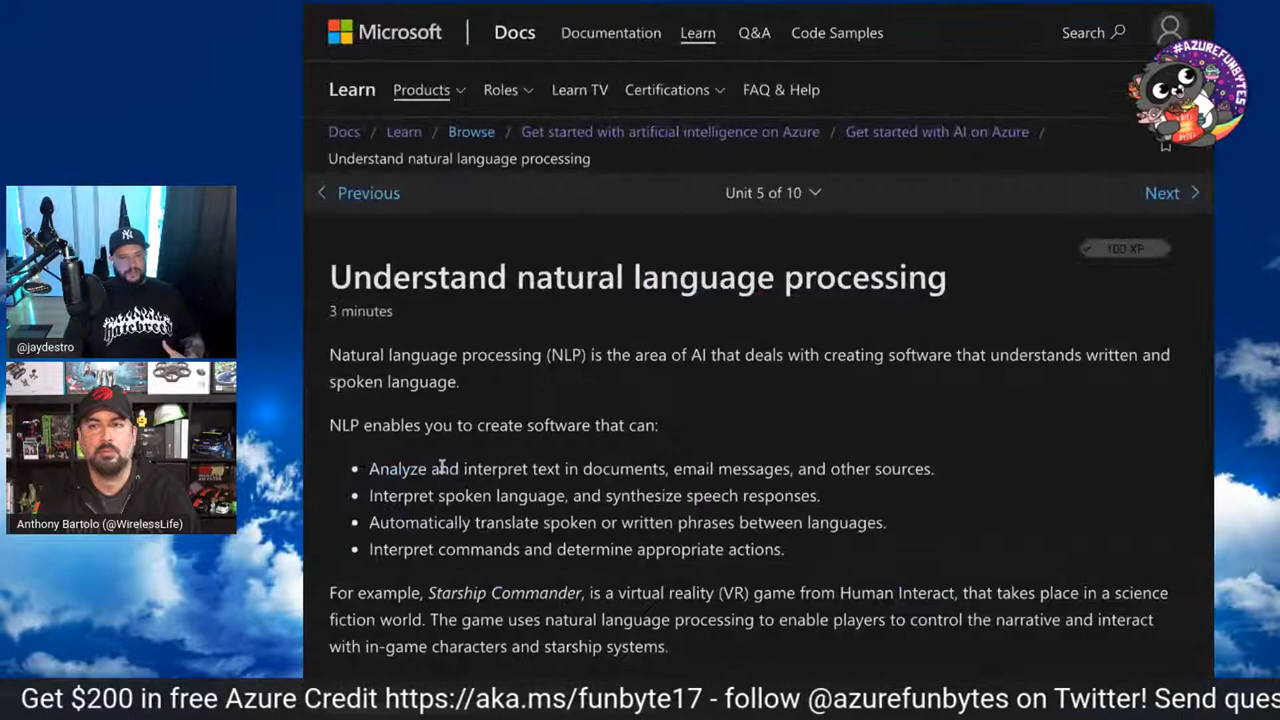 Microsoft
Docs
Documentation
Learn
Q&A
Code Samples
Search
#AZUREFUNBYTES
Learn
Products
Roles
Learn TV
Certifications
FAQ & Help
Docs / Learn / Browse / Get started with artificial intelligence on Azure / Get started with AI on Azure /
Understand natural language processing
Previous
Unit 5 of 10
Next
100 XP
Understand natural language processing
3 minutes
Natural language processing (NLP) is the area of AI that deals with creating software that understands written and
spoken language.
NLP enables you to create software that can:
• Analyze and interpret text in documents, email messages, and other sources.
• Interpret spoken language, and synthesize speech responses.
• Automatically translate spoken or written phrases between languages.
• Interpret commands and determine appropriate actions.
For example, Starship Commander, is a virtual reality (VR) game from Human Interact, that takes place in a science
fiction world. The game uses natural language processing to enable players to control the narrative and interact
with in-game characters and starship systems.
hatebreed
@jaydestro
Anthony Bartolo (@WirelessLife)
Get $200 in free Azure Credit https://aka.ms/funbyte17 - follow @azurefunbytes on Twitter! Send ques